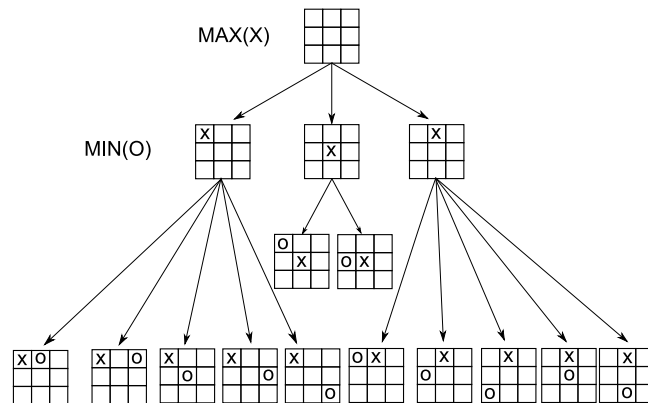 MAX(X)
MIN(O)
X X
X
O O
X O X
X O X O X X X O X X X X X
O O O O O
O O O